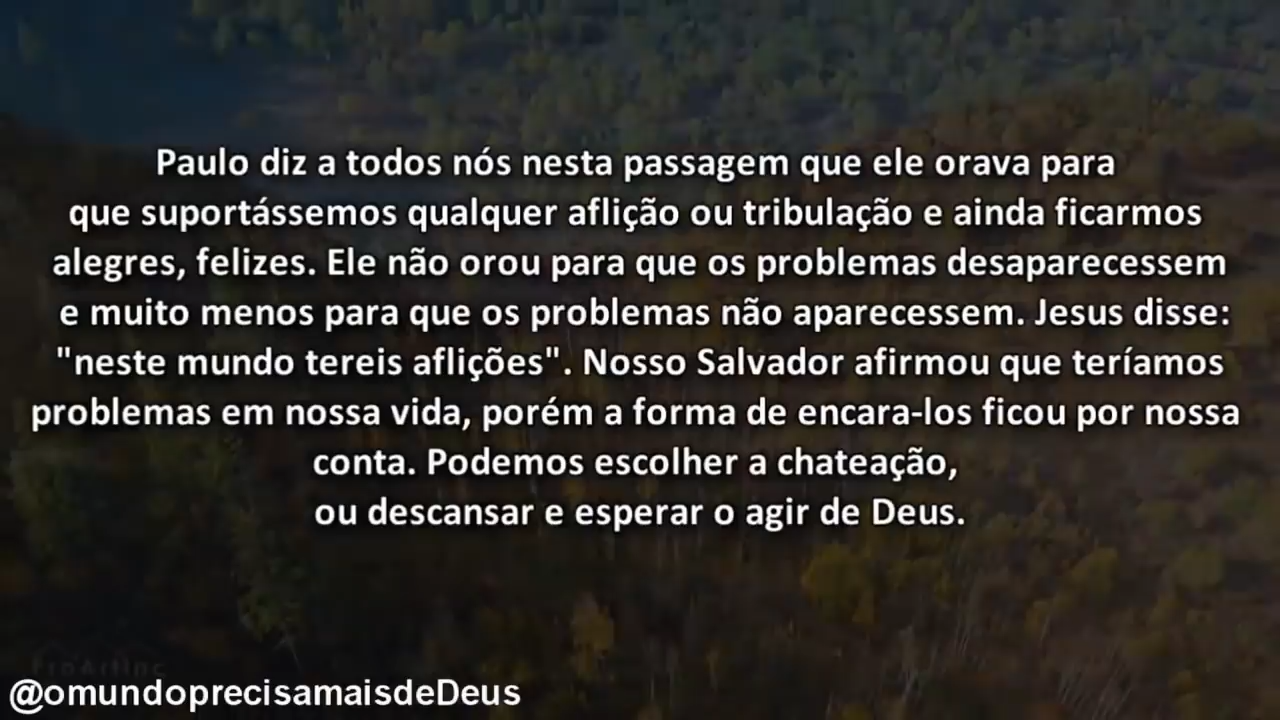 Paulo diz a todos nós nesta passagem que ele orava para
que suportássemos qualquer aflição ou tribulação e ainda ficarmos
alegres, felizes. Ele não orou para que os problemas desaparecessem
e muito menos para que os problemas não aparecessem. Jesus disse:
"neste mundo tereis aflições". Nosso Salvador afirmou que teríamos
problemas em nossa vida, porém a forma de encara-los ficou por nossa
conta. Podemos escolher a chateação,
ou descansar e esperar o agir de Deus.
@omundoprecisamaisdeDeus